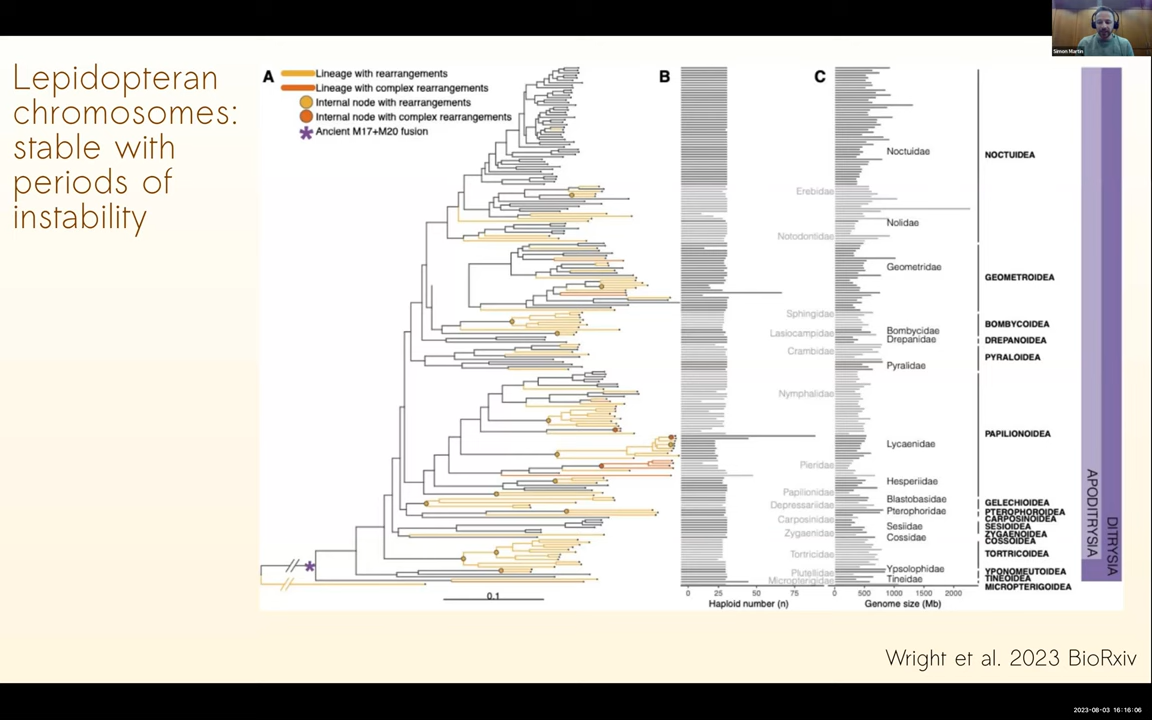 Simon Martin
Lepidopteran
chromosomes:
stable with
periods of
instability
A
Lineage with rearrangements
Lineage with complex rearrangements
Internal node with rearrangements
Internal node with complex rearrangements
Ancient M17+M20 fusion
0.1
B
Haploid number (n)
0 25 50 75
C
Genome size (Mb)
0 500 1000 1500 2000
Noctuidae
Erebidae
Nolidae
Notodontidae
Geometridae
Sphingidae
Bombycidae
Lasiocampidae
Drepanidae
Crambidae
Pyralidae
Nymphalidae
Lycaenidae
Pieridae
Hesperiidae
Papilionidae
Blastobasidae
Depressariidae
Pterophoridae
Carposinidae
Sesiidae
Zygaenidae
Cossidae
Tortricidae
Ypsolophidae
Plutellidae
Tineidae
Micropterigidae
NOCTUIDEA
GEOMETROIDEA
BOMBYCOIDEA
DREPANOIDEA
PYRALOIDEA
PAPILIONOIDEA
GELECHIOIDEA
PTEROPHOROIDEA
CARPOSINOIDEA
SESIOIDEA
ZYGAENOIDEA
COSSOIDEA
TORTRICOIDEA
YPONOMEUTOIDEA
TINEOIDEA
MICROPTERIGOIDEA
APODITRYSIA
DITRYSIA
Wright et al. 2023 BioRxiv
2023-08-03 16:16:06